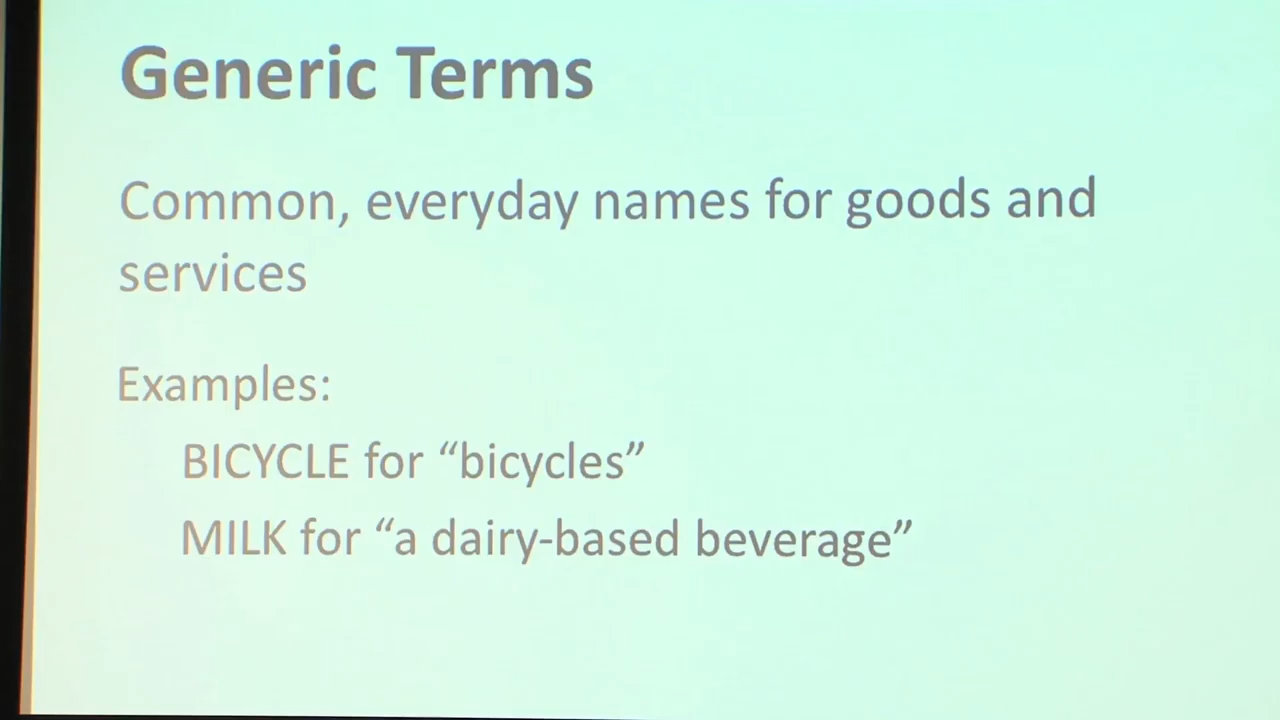 Generic Terms
Common, everyday names for goods and
services
Examples:
BICYCLE for “bicycles”
MILK for “a dairy-based beverage”